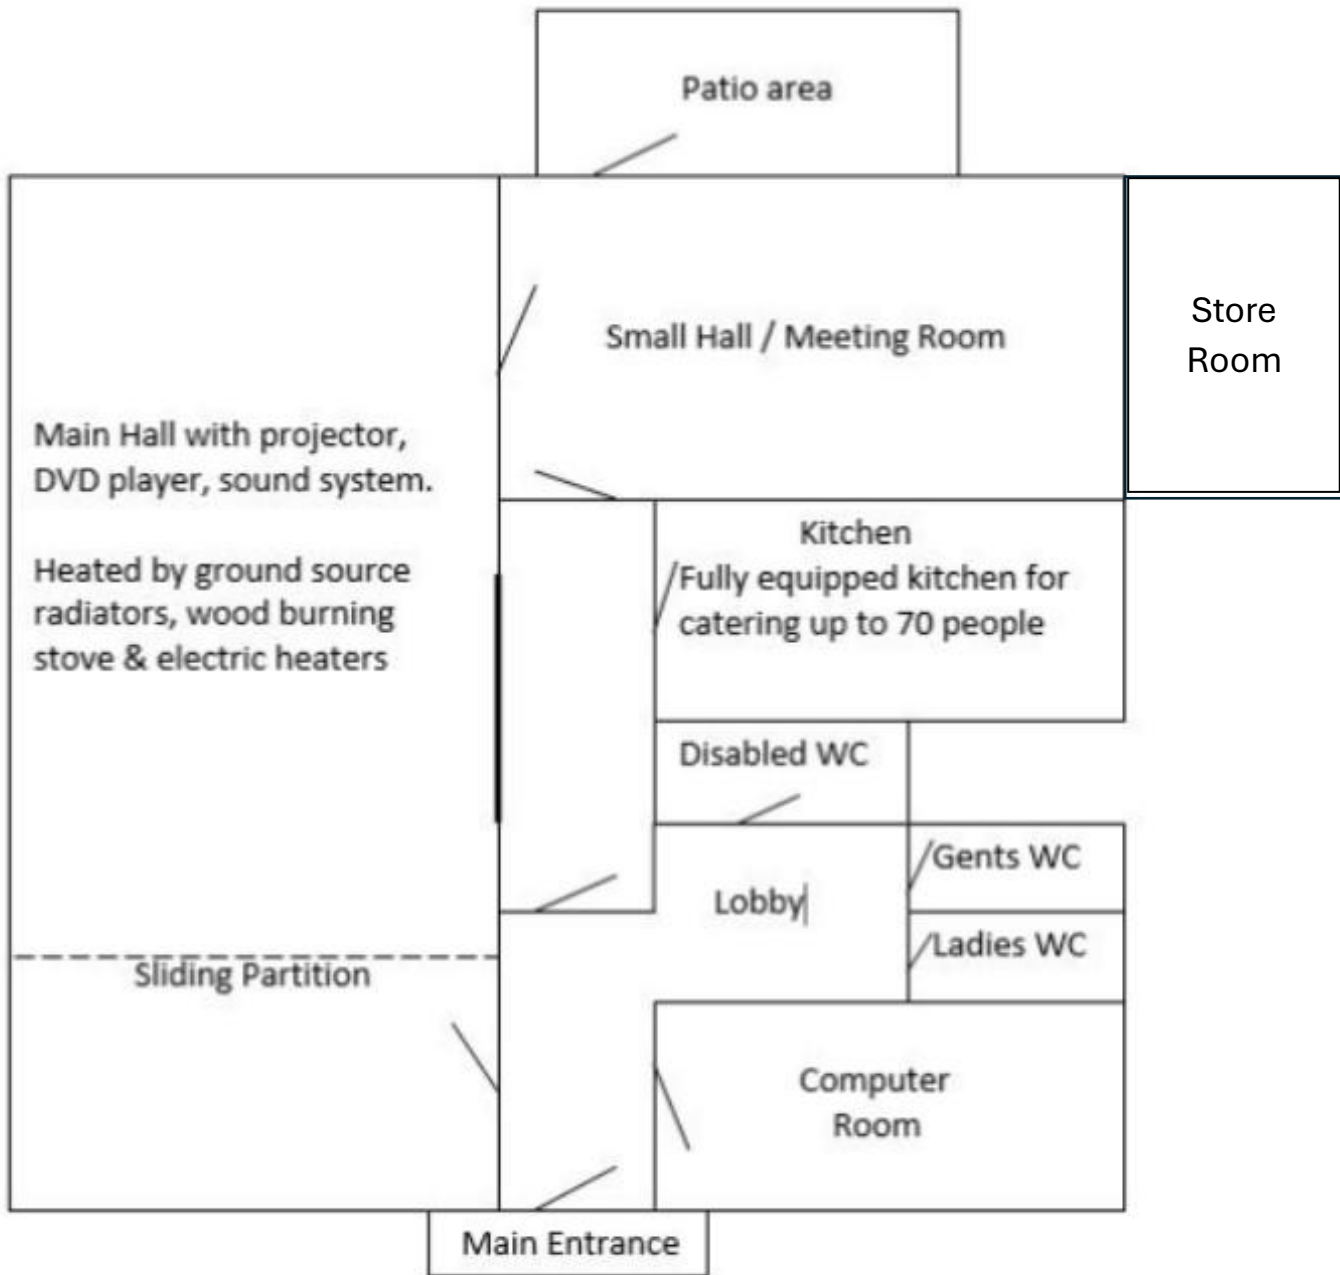 Patio area
Small Hall / Meeting Room
Store
Room
Main Hall with projector,
DVD player, sound system.
Heated by ground source
radiators, wood burning
stove & electric heaters
Kitchen
Fully equipped kitchen for
catering up to 70 people
Disabled WC
Gents WC
Lobby
Ladies WC
Sliding Partition
Computer
Room
Main Entrance